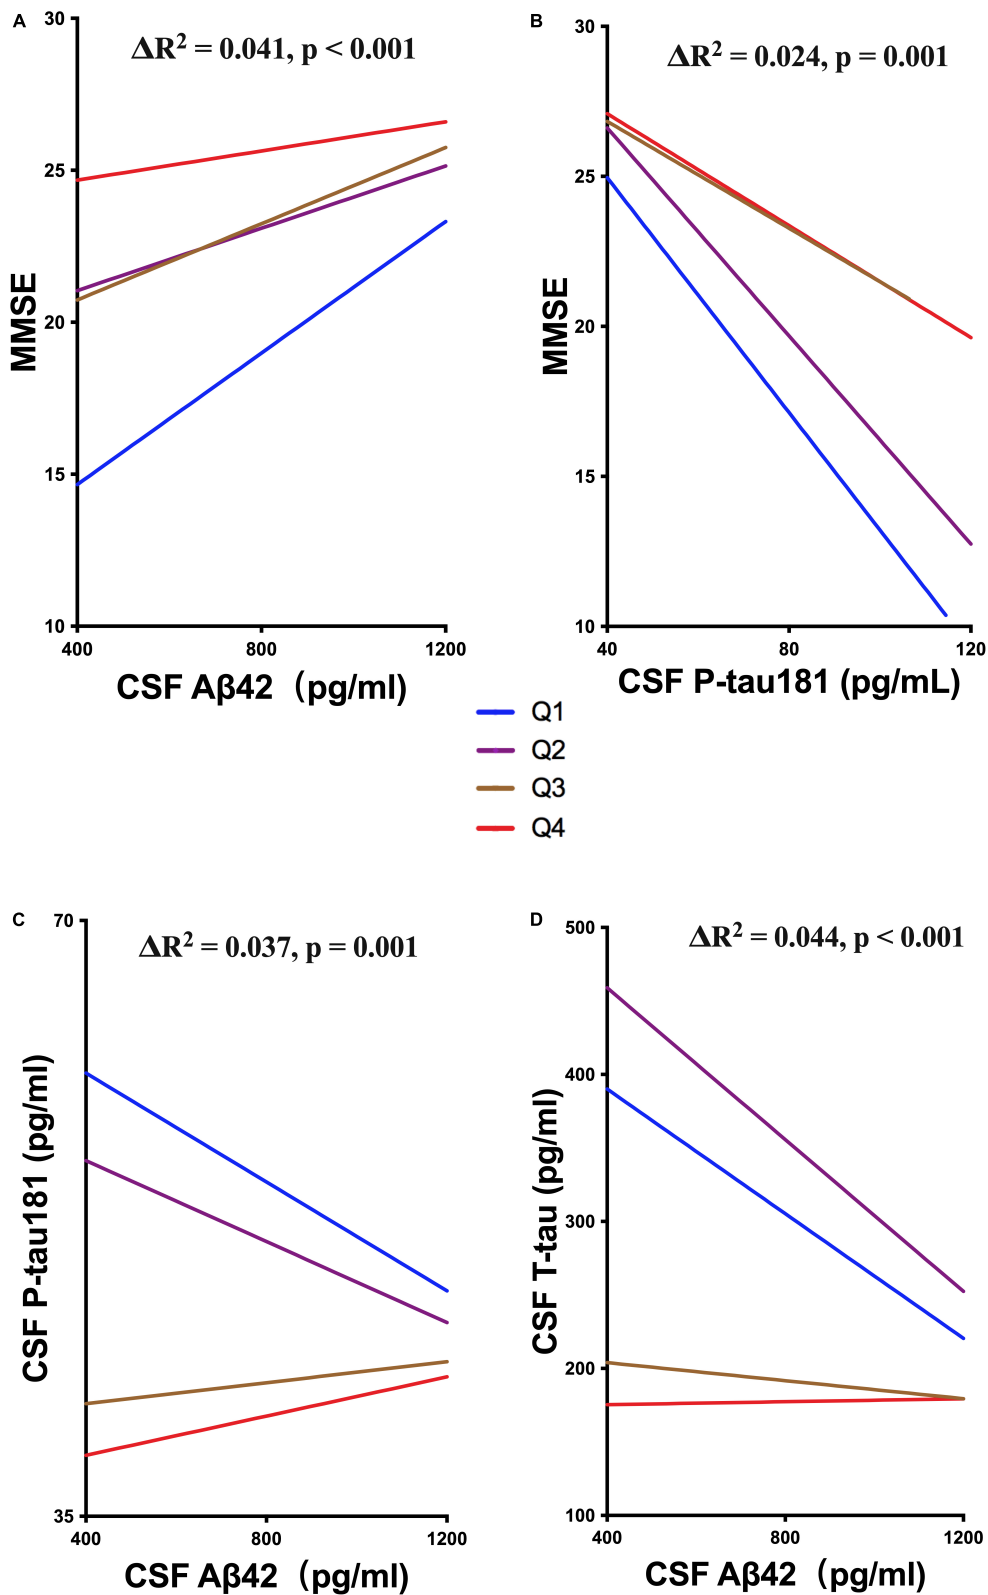 A
ΔR² = 0.041, p < 0.001
30
25
20
15
10
MMSE
400
800
1200
CSF Aβ42（pg/ml)
B
ΔR² = 0.024, p = 0.001
30
25
20
15
10
MMSE
40
80
120
CSF P-tau181 (pg/mL)
Q1
Q2
Q3
Q4
C
ΔR² = 0.037, p = 0.001
70
35
CSF P-tau181 (pg/ml)
400
800
1200
CSF Aβ42（pg/ml)
D
ΔR² = 0.044, p < 0.001
500
400
300
200
100
CSF T-tau (pg/ml)
400
800
1200
CSF Aβ42（pg/ml)